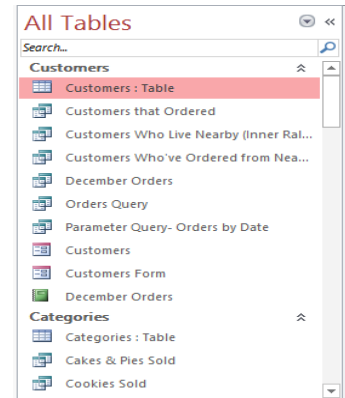 All Tables
Search...
Customers
Customers : Table
Customers that Ordered
Customers Who Live Nearby (Inner Ral...
Customers Who've Ordered from Nea...
December Orders
Orders Query
Parameter Query- Orders by Date
Customers
Customers Form
December Orders
Categories
Categories : Table
Cakes & Pies Sold
Cookies Sold